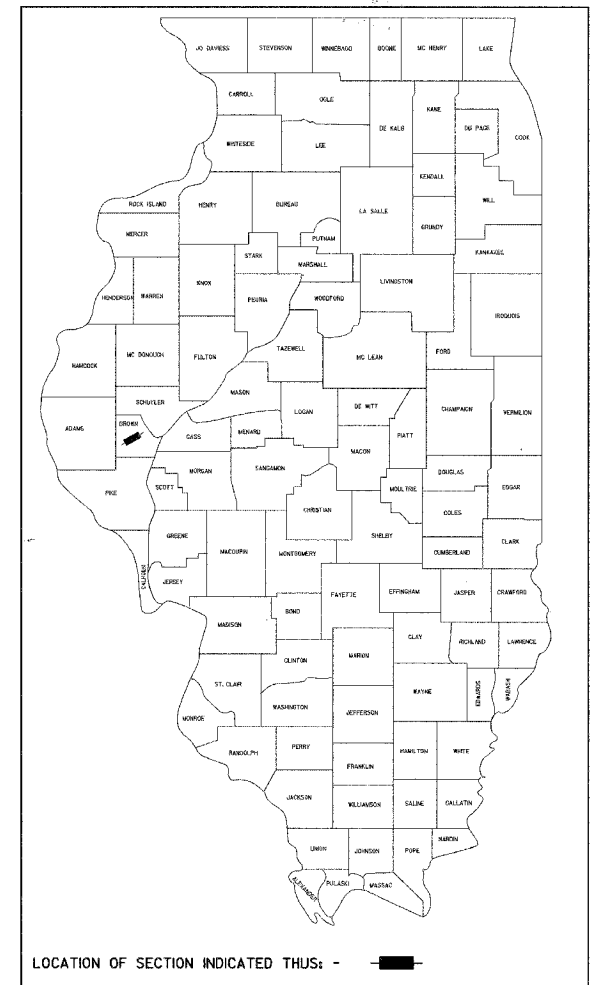 JO DAVIESS STEVENSON WINNEBAGO BOONE MC HENRY LAKE
CARROLL OGLE KANE
DE KALB DU PAGE COOK
WHITESIDE LEE
KENDALL
ROCK ISLAND HENRY BUREAU LA SALLE WILL
MERCER PUTNAM GRUNDY
STARK KANKAKEE
MARSHALL
KNOX LIVINGSTON
HENDERSON WARREN PEORIA WOODFORD
IROQUOIS
TAZEWELL
HANCOCK MC DONOUGH FULTON MC LEAN FORD
MASON
SCHUYLER DE WITT
ADAMS LOGAN CHAMPAIGN VERMILION
BROWN MENARD PIATT
CASS MACON
MORGAN SANGAMON DOUGLAS
PIKE SCOTT MOULTRIE EDGAR
CHRISTIAN COLES
GREENE SHELBY
MACOUPIN MONTGOMERY CUMBERLAND CLARK
CALHOUN JERSEY
FAYETTE EFFINGHAM JASPER CRAWFORD
BOND
MADISON
CLAY RICHLAND LAWRENCE
CLINTON MARION
ST. CLAIR WAYNE EDWARDS WABASH
WASHINGTON JEFFERSON
MONROE
RANDOLPH PERRY HAMILTON WHITE
FRANKLIN
JACKSON
WILLIAMSON SALINE GALLATIN
HARDIN
UNION JOHNSON POPE
ALEXANDER PULASKI MASSAC
LOCATION OF SECTION INDICATED THUS: -